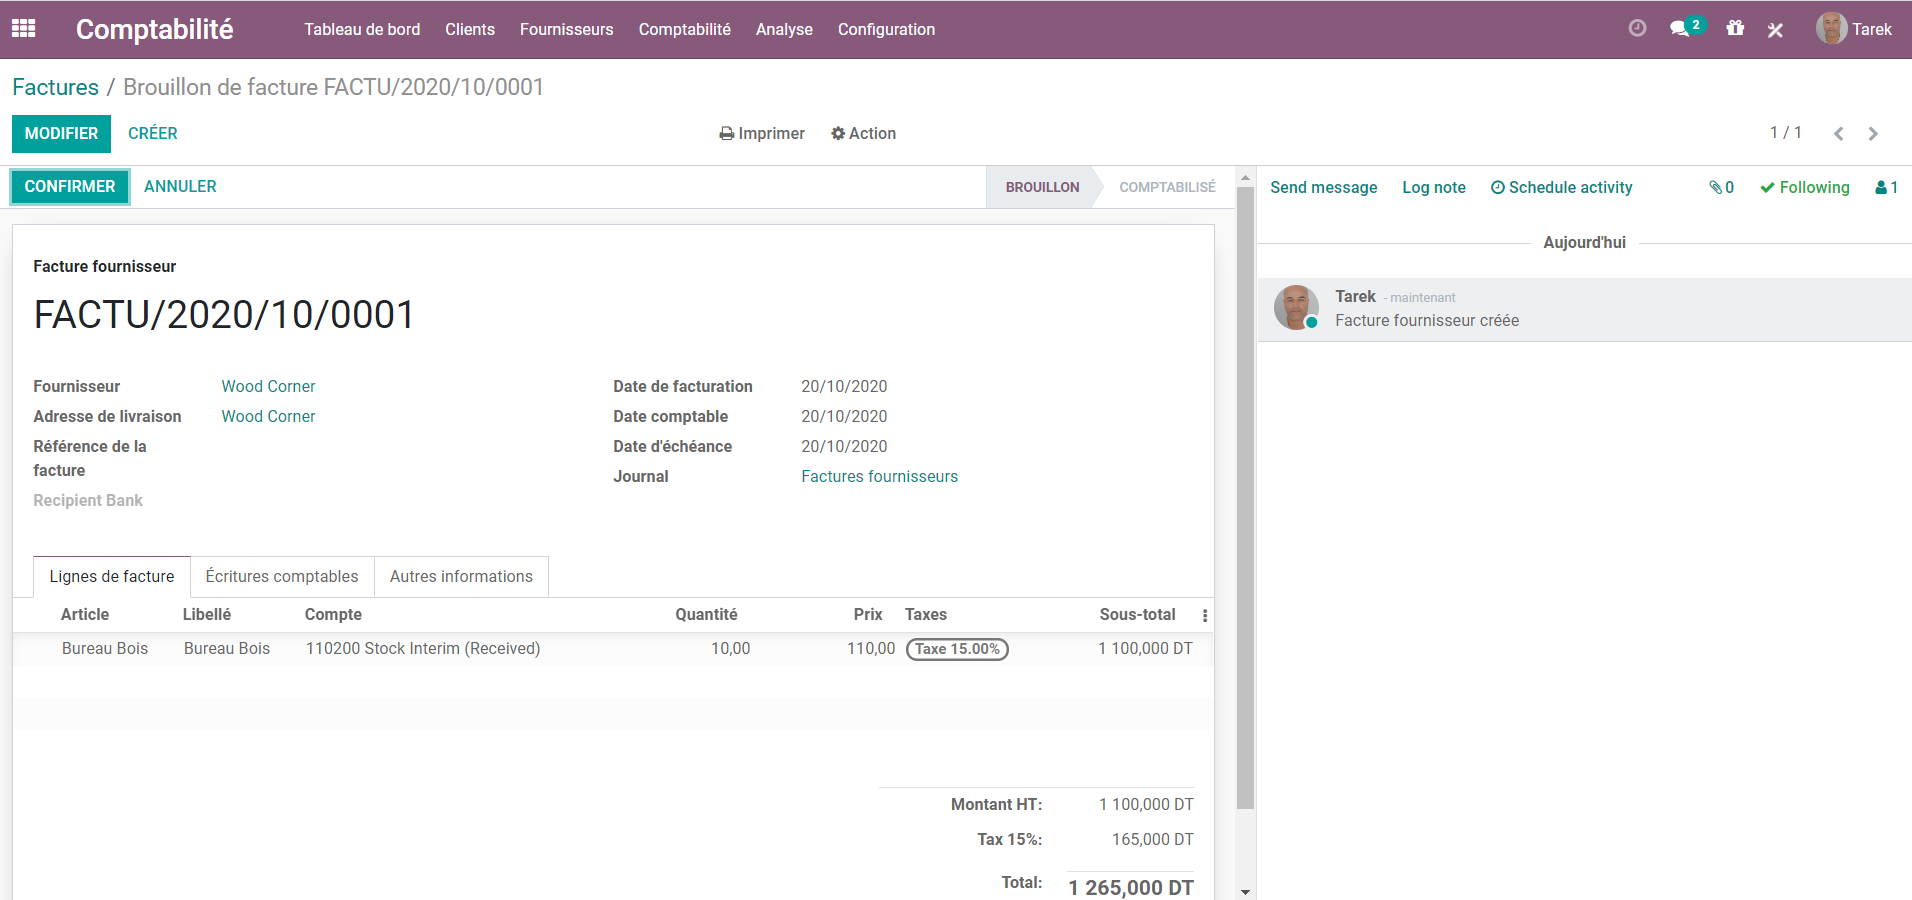 Comptabilité Tableau de bord Clients Fournisseurs Comptabilité Analyse Configuration 2 Tarek
Factures / Brouillon de facture FACTU/2020/10/0001
MODIFIER CRÉER Imprimer Action 1 / 1
CONFIRMER ANNULER BROUILLON COMPTABILISÉ Send message Log note Schedule activity 0 Following 1
Aujourd'hui
Tarek - maintenant
Facture fournisseur créée
Facture fournisseur
FACTU/2020/10/0001
Fournisseur Wood Corner Date de facturation 20/10/2020
Adresse de livraison Wood Corner Date comptable 20/10/2020
Référence de la facture Date d'échéance 20/10/2020
Recipient Bank Journal Factures fournisseurs
Lignes de facture Écritures comptables Autres informations
Article Libellé Compte Quantité Prix Taxes Sous-total
Bureau Bois Bureau Bois 110200 Stock Interim (Received) 10,00 110,00 Taxe 15.00% 1 100,000 DT
Montant HT: 1 100,000 DT
Tax 15%: 165,000 DT
Total: 1 265,000 DT